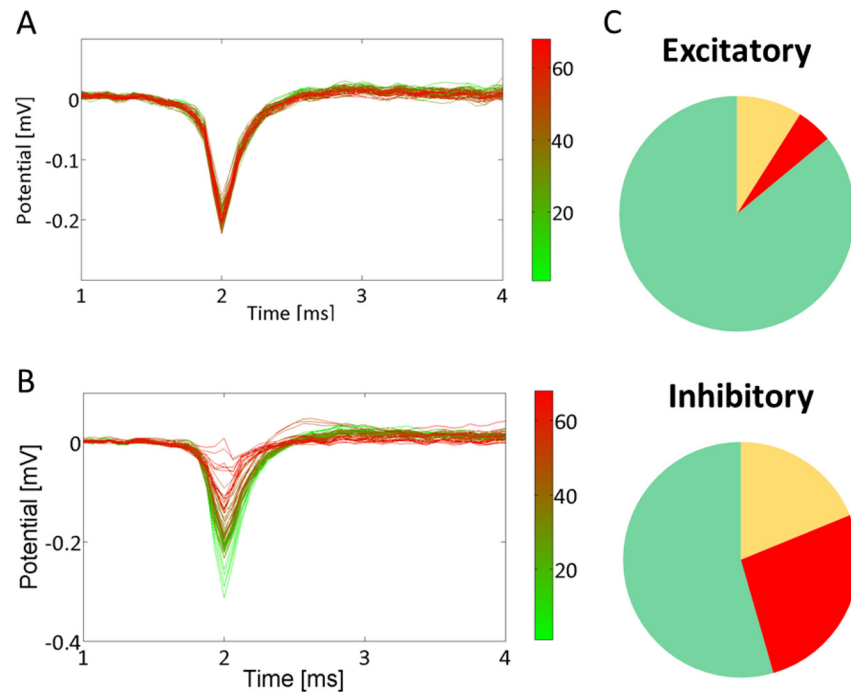 A
0
-0.1
-0.2
Potential [mV]
1
2
3
4
Time [ms]
60
40
20
B
0
-0.2
-0.4
Potential [mV]
1
2
3
4
Time [ms]
60
40
20
C
Excitatory
Inhibitory